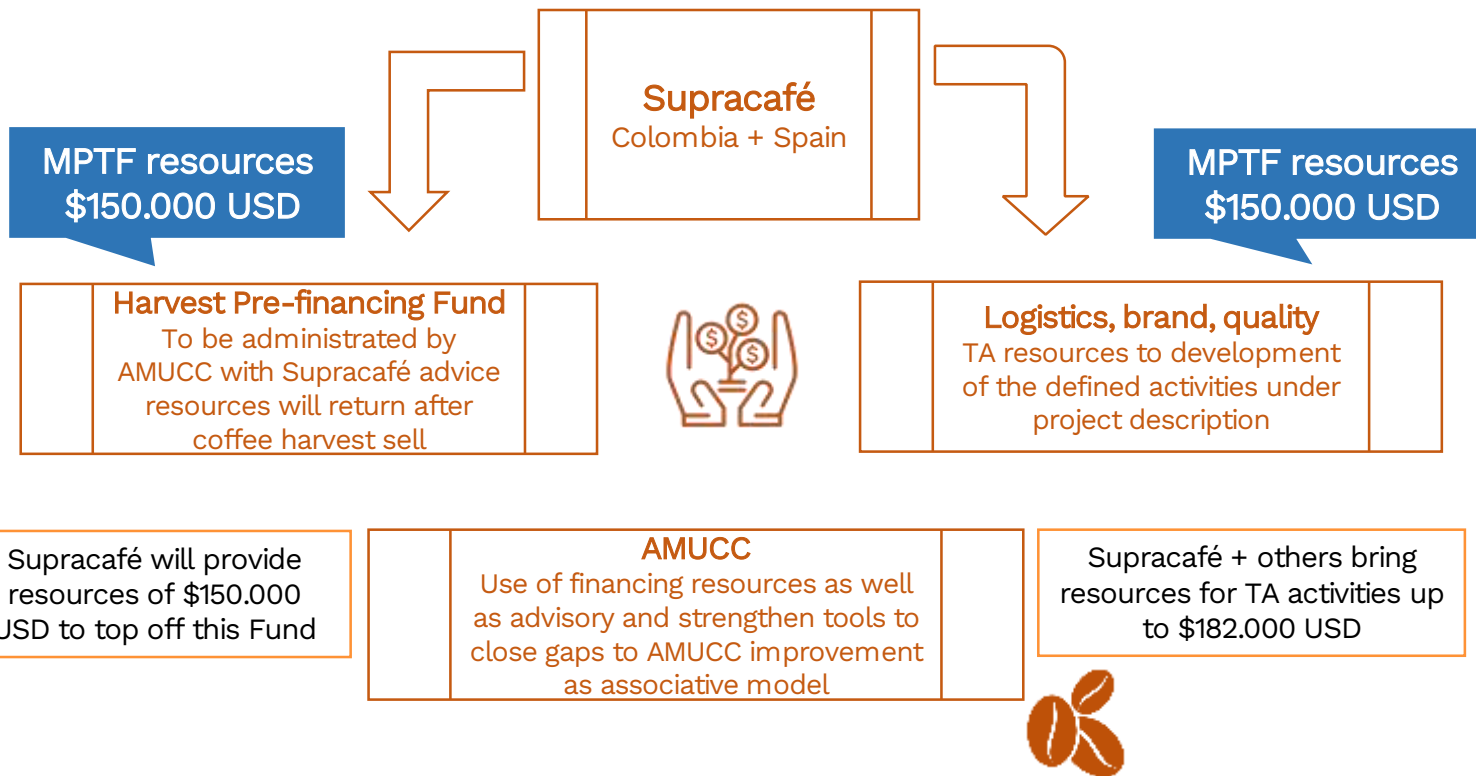 Supracafé
Colombia + Spain
MPTF resources
$150.000 USD
MPTF resources
$150.000 USD
Harvest Pre-financing Fund
To be administrated by
AMUCC with Supracafé advice
resources will return after
coffee harvest sell
$
$
$
Logistics, brand, quality
TA resources to development
of the defined activities under
project description
Supracafé will provide
resources of $150.000
USD to top off this Fund
AMUCC
Use of financing resources as well
as advisory and strengthen tools to
close gaps to AMUCC improvement
as associative model
Supracafé + others bring
resources for TA activities up
to $182.000 USD